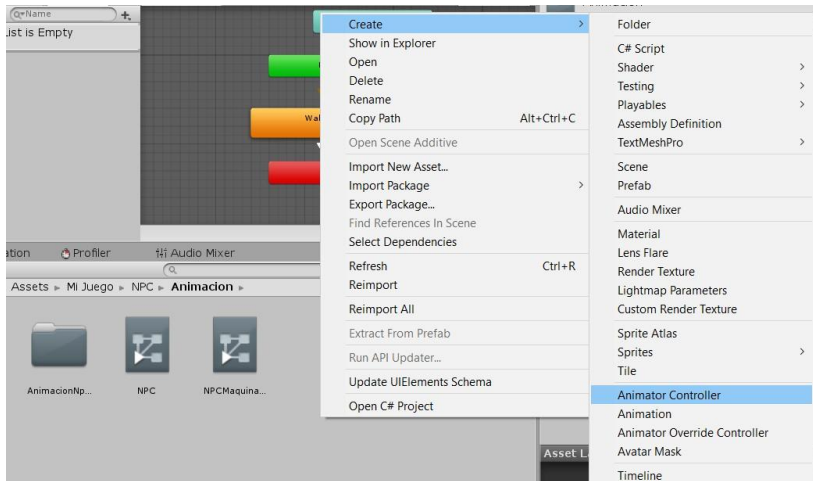 Name
List is Empty
Wal
Create
Show in Explorer
Open
Delete
Rename
Copy Path Alt+Ctrl+C
Open Scene Additive
Import New Asset...
Import Package
Export Package...
Find References In Scene
Select Dependencies
Refresh Ctrl+R
Reimport
Reimport All
Extract From Prefab
Run API Updater...
Update UIElements Schema
Open C# Project
Folder
C# Script
Shader
Testing
Playables
Assembly Definition
TextMeshPro
Scene
Prefab
Audio Mixer
Material
Lens Flare
Render Texture
Lightmap Parameters
Custom Render Texture
Sprite Atlas
Sprites
Tile
Animator Controller
Animation
Animator Override Controller
Avatar Mask
Timeline
ation Profiler Audio Mixer
Assets ▸ Mi Juego ▸ NPC ▸ Animacion ▸
AnimacionNp... NPC NPCMaquina...
Asset L